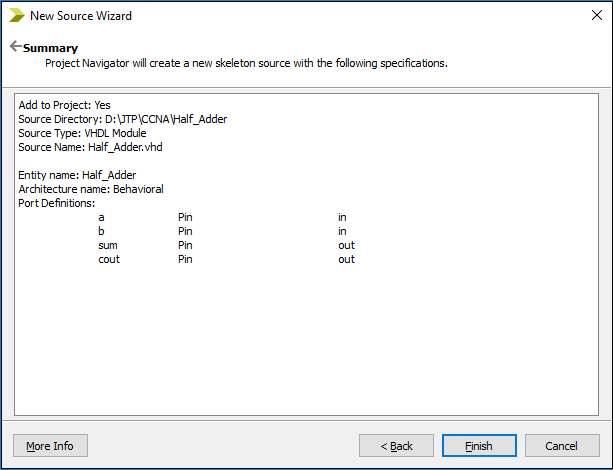 New Source Wizard
Summary
Project Navigator will create a new skeleton source with the following specifications.
Add to Project: Yes
Source Directory: D:\JTP\CCNA\Half_Adder
Source Type: VHDL Module
Source Name: Half_Adder.vhd
Entity name: Half_Adder
Architecture name: Behavioral
Port Definitions:
a Pin in
b Pin in
sum Pin out
cout Pin out
More Info < Back Finish Cancel